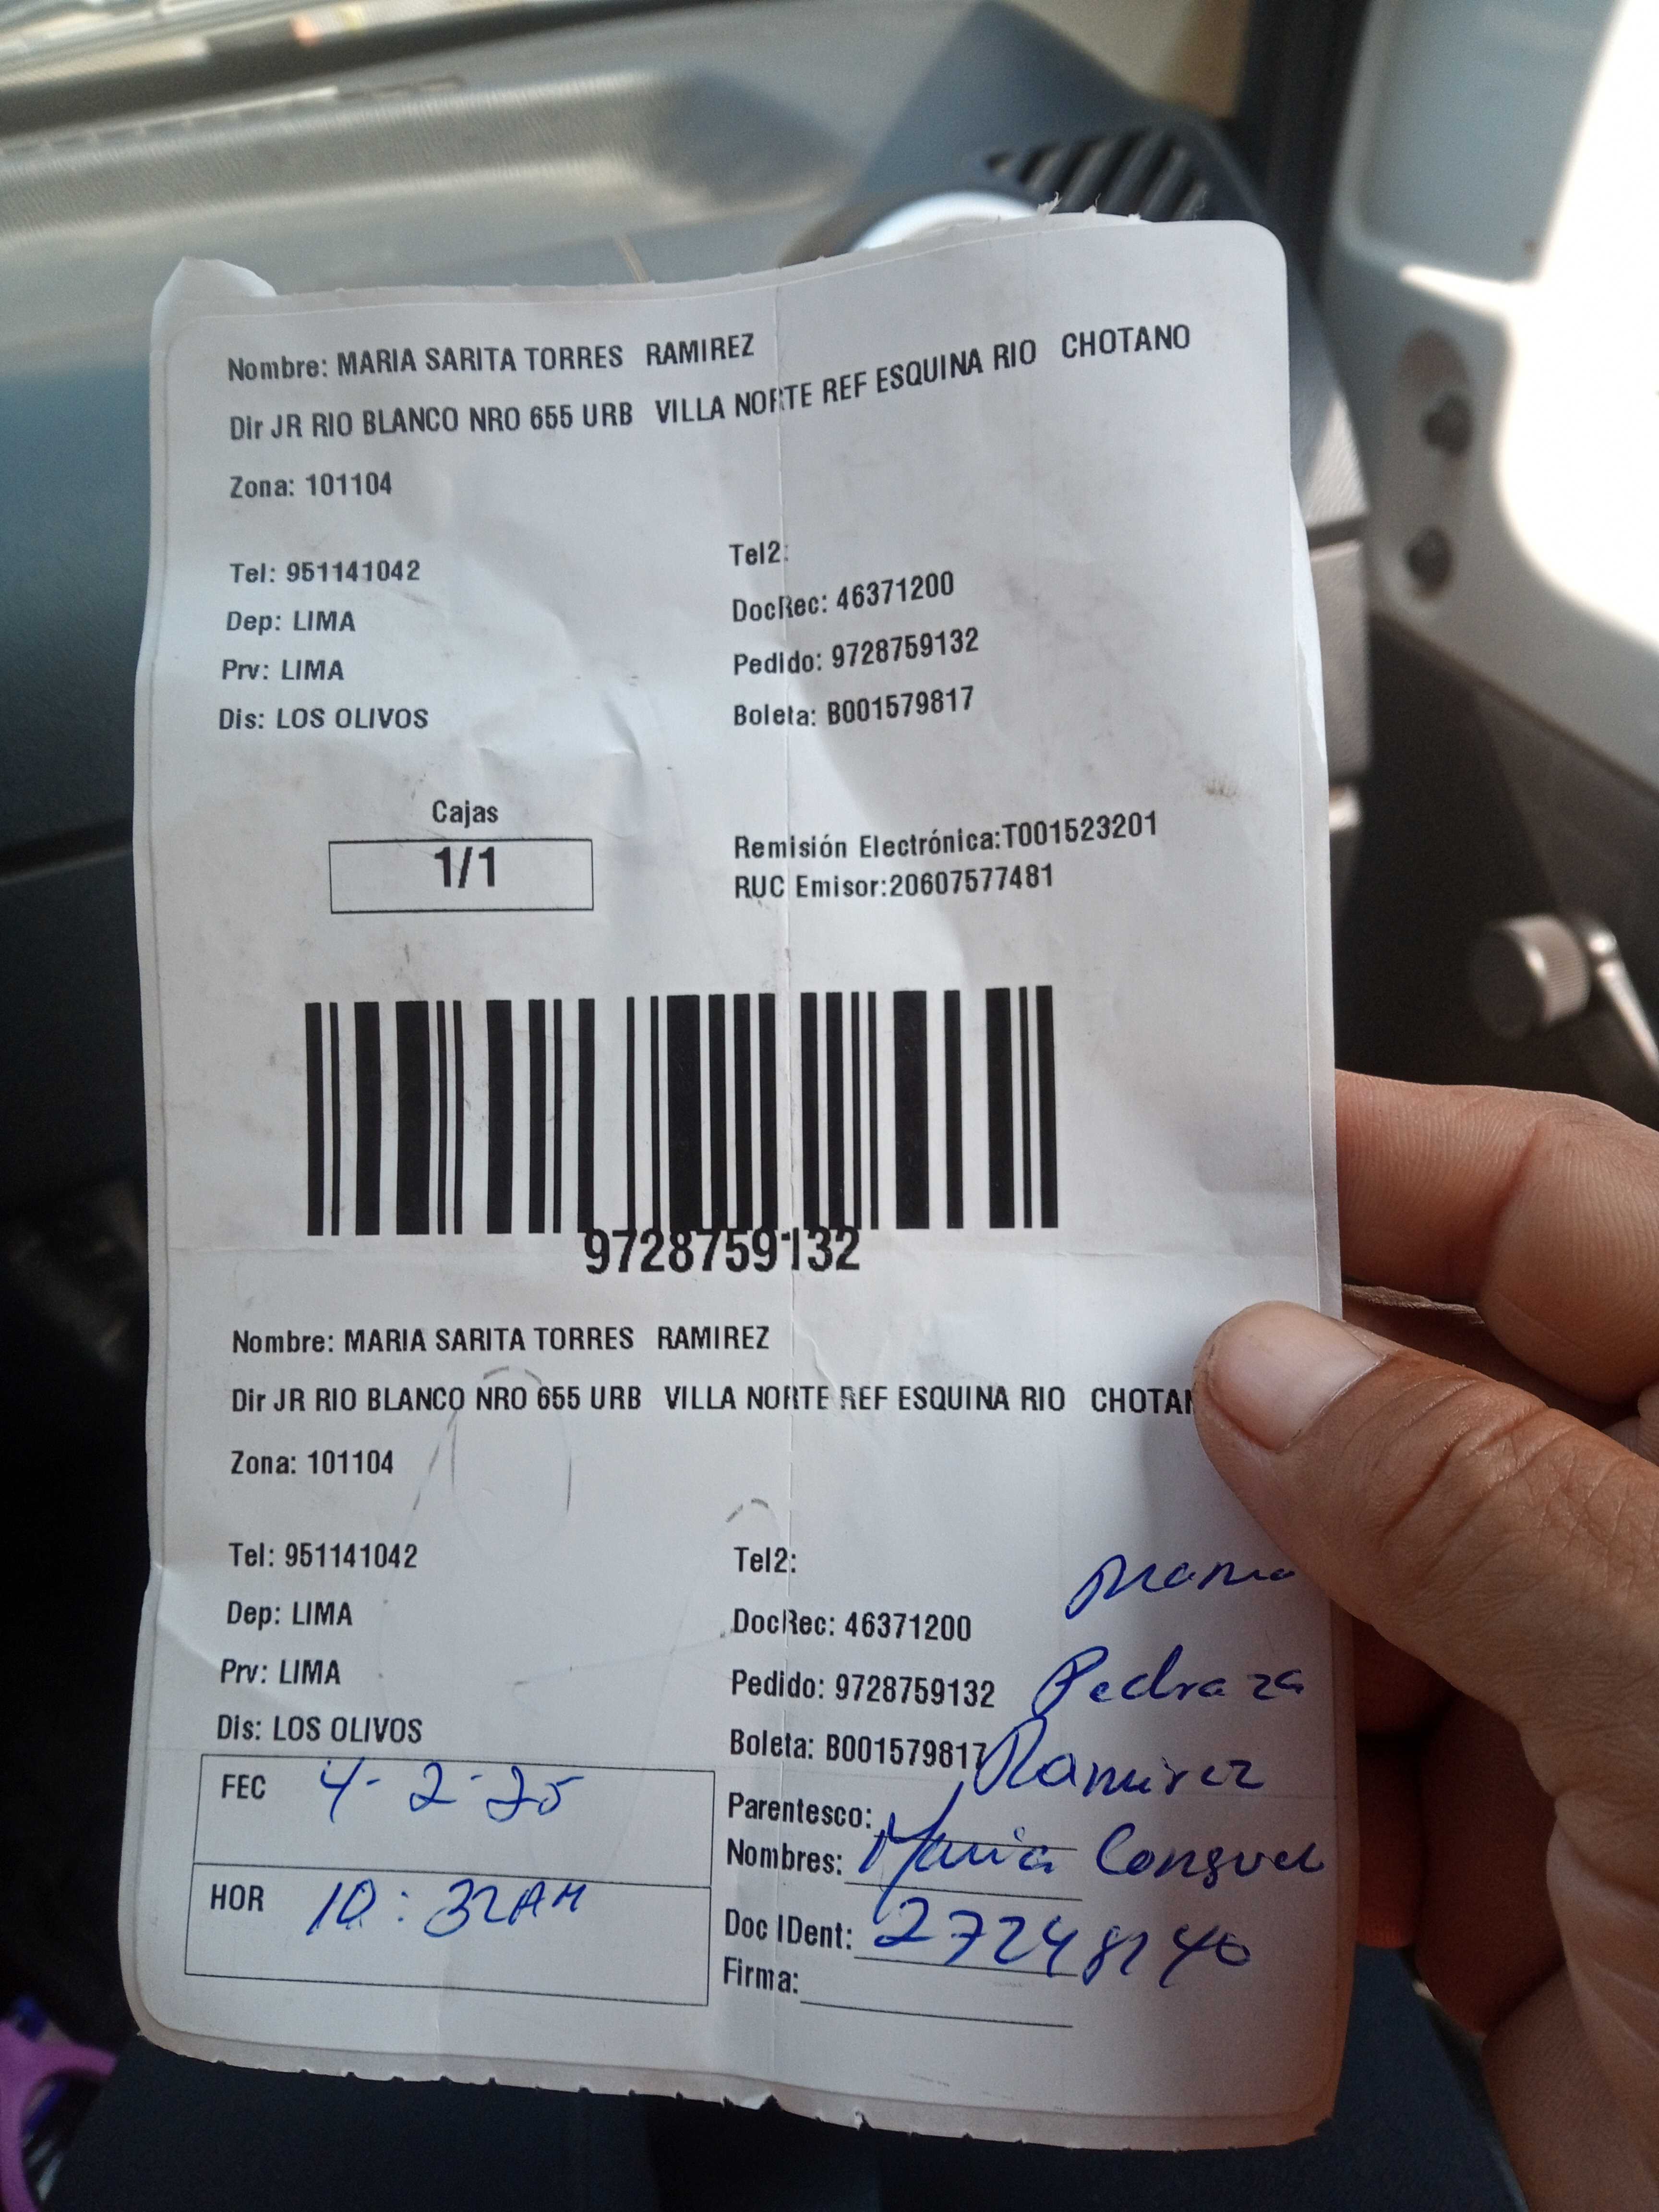 Nombre: MARIA SARITA TORRES RAMIREZ
Dir JR RIO BLANCO NRO 655 URB VILLA NORTE REF ESQUINA RIO CHOTANO
Zona: 101104
Tel: 951141042
Tel2:
Dep: LIMA
DocRec: 46371200
Prv: LIMA
Pedido: 9728759132
Dis: LOS OLIVOS
Boleta: B001579817
Cajas
1/1
Remisión Electrónica:T001523201
RUC Emisor:20607577481
9728759132
Nombre: MARIA SARITA TORRES RAMIREZ
Dir JR RIO BLANCO NRO 655 URB VILLA NORTE REF ESQUINA RIO CHOTAN
Zona: 101104
Tel: 951141042
Tel2:
Dep: LIMA
DocRec: 46371200
Prv: LIMA
Pedido: 9728759132 Pedraza
Dis: LOS OLIVOS
Boleta: B001579817 Ramirez
FEC 4-2-25
Parentesco:
Nombres: Maria
HOR 10:32AM
Doc IDent: 27248140
Firma: